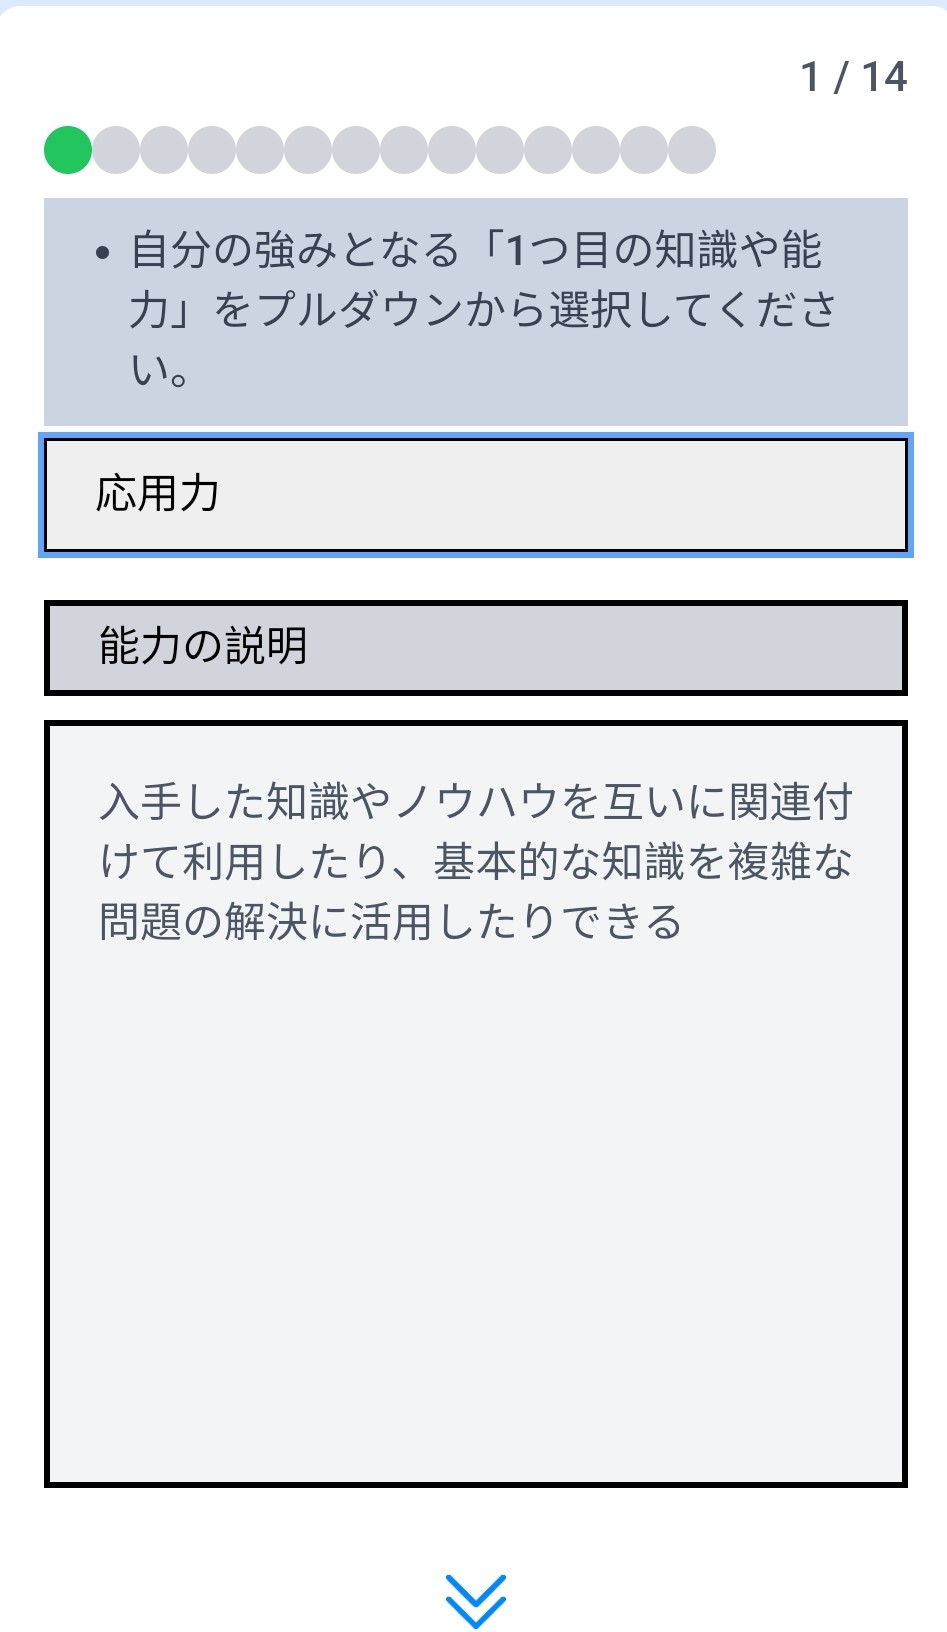 1 / 14
• 自分の強みとなる「1つ目の知識や能
力」をプルダウンから選択してくださ
い。
応用力
能力の説明
入手した知識やノウハウを互いに関連付
けて利用したり、基本的な知識を複雑な
問題の解決に活用したりできる